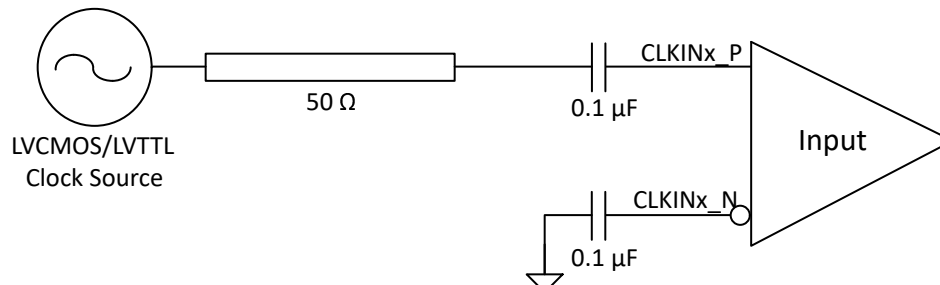 CLKINx_P
50 Ω
0.1 µF
LVCMOS/LVTTL
Clock Source
Input
CLKINx_N
0.1 µF